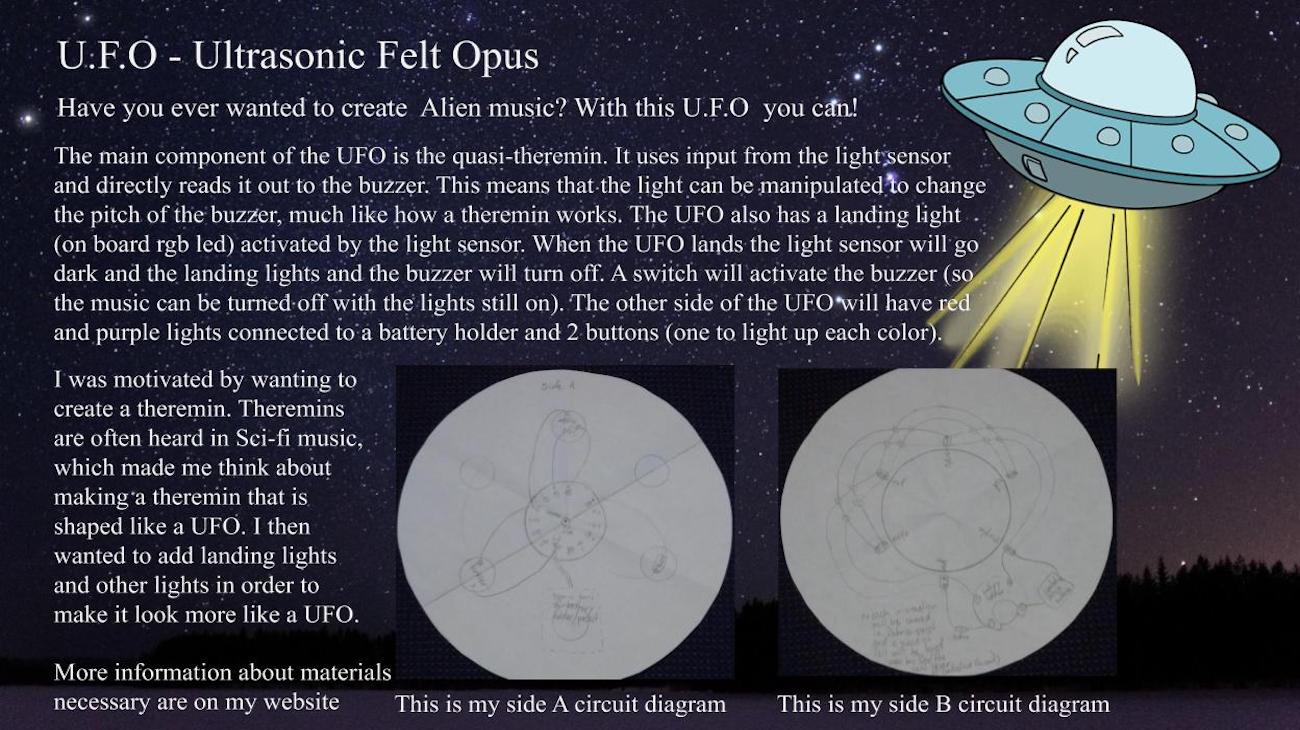 U.F.O - Ultrasonic Felt Opus
Have you ever wanted to create Alien music? With this U.F.O you can!
The main component of the UFO is the quasi-theremin. It uses input from the light sensor
and directly reads it out to the buzzer. This means that the light can be manipulated to change
the pitch of the buzzer, much like how a theremin works. The UFO also has a landing light
(on board rgb led) activated by the light sensor. When the UFO lands the light sensor will go
dark and the landing lights and the buzzer will turn off. A switch will activate the buzzer (so
the music can be turned off with the lights still on). The other side of the UFO will have red
and purple lights connected to a battery holder and 2 buttons (one to light up each color).
I was motivated by wanting to
create a theremin. Theremins
are often heard in Sci-fi music,
which made me think about
making a theremin that is
shaped like a UFO. I then
wanted to add landing lights
and other lights in order to
make it look more like a UFO.
More information about materials
necessary are on my website
Side A
This is my side A circuit diagram
This is my side B circuit diagram